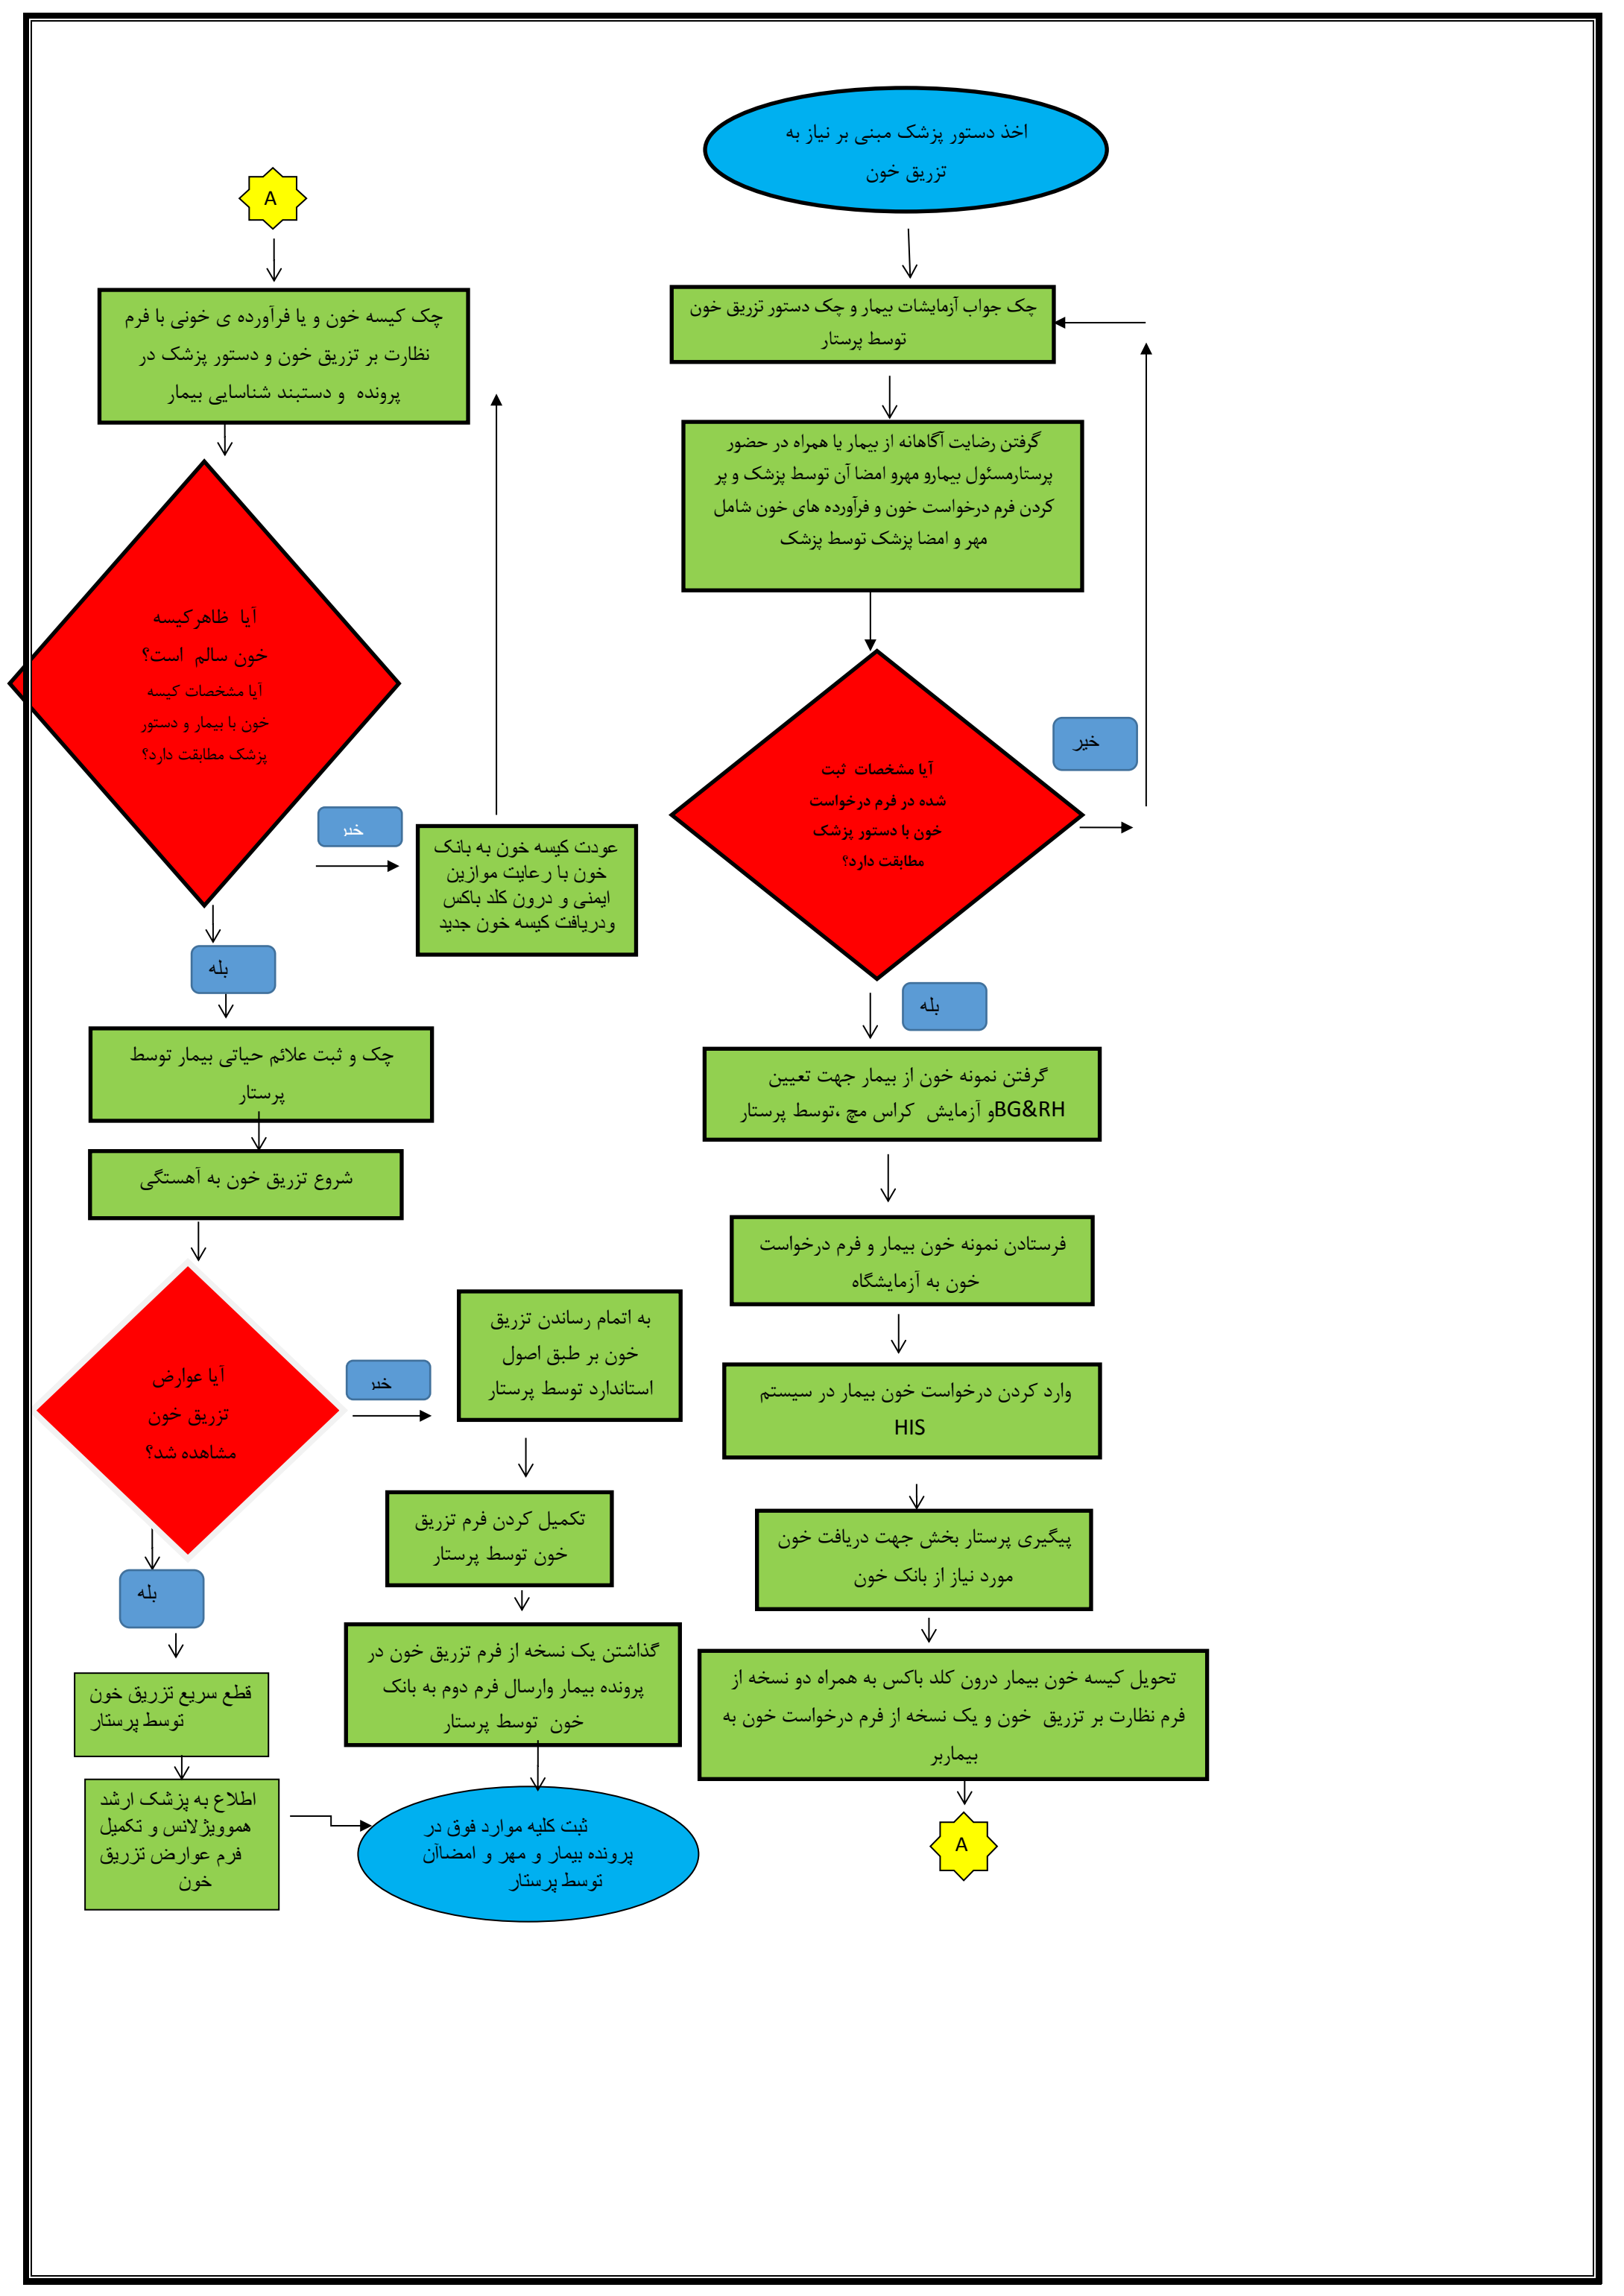 اخذ دستور پزشک مبنی بر نیاز به
تزریق خون
چک جواب آزمایشات بیمار و چک دستور تزریق خون
توسط پرستار
گرفتن رضایت آگاهانه از بیمار یا همراه در حضور
پرستارمسئول بیمارو مهرو امضا آن توسط پزشک و پر
کردن فرم درخواست خون و فرآورده های خون شامل
مهر و امضا پزشک توسط پزشک
آیا مشخصات ثبت
شده در فرم درخواست
خون با دستور پزشک
مطابقت دارد؟
خیر
بله
گرفتن نمونه خون از بیمار جهت تعیین
BG&RHو آزمایش کراس مچ ،توسط پرستار
فرستادن نمونه خون بیمار و فرم درخواست
خون به آزمایشگاه
وارد کردن درخواست خون بیمار در سیستم
HIS
پیگیری پرستار بخش جهت دریافت خون
مورد نیاز از بانک خون
تحویل کیسه خون بیمار درون کلد باکس به همراه دو نسخه از
فرم نظارت بر تزریق خون و یک نسخه از فرم درخواست خون به
بیماربر
A
A
چک کیسه خون و یا فرآورده ی خونی با فرم
نظارت بر تزریق خون و دستور پزشک در
پرونده و دستبند شناسایی بیمار
آیا ظاهرکیسه
خون سالم است؟
آیا مشخصات کیسه
خون با بیمار و دستور
پزشک مطابقت دارد؟
خیر
عودت کیسه خون به بانک
خون با رعایت موازین
ایمنی و درون کلد باکس
ودریافت کیسه خون جدید
بله
چک و ثبت علائم حیاتی بیمار توسط
پرستار
شروع تزریق خون به آهستگی
آیا عوارض
تزریق خون
مشاهده شد؟
خیر
به اتمام رساندن تزریق
خون بر طبق اصول
استاندارد توسط پرستار
تکمیل کردن فرم تزریق
خون توسط پرستار
گذاشتن یک نسخه از فرم تزریق خون در
پرونده بیمار وارسال فرم دوم به بانک
خون توسط پرستار
بله
قطع سریع تزریق خون
توسط پرستار
اطلاع به پزشک ارشد
هموویژلانس و تکمیل
فرم عوارض تزریق
خون
ثبت کلیه موارد فوق در
پرونده بیمار و مهر و امضاآن
توسط پرستار